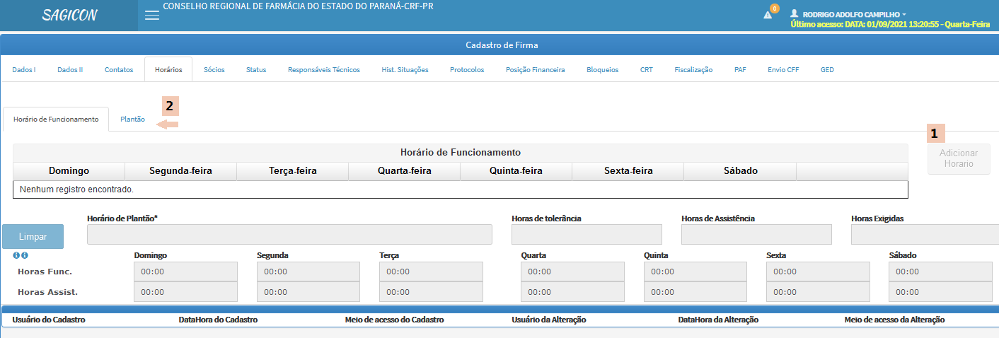 SAGICON
CONSELHO REGIONAL DE FARMÁCIA DO ESTADO DO PARANÁ-CRF-PR
0
RODRIGO ADOLFO CAMPILHO
Último acesso: DATA: 01/09/2021 13:20:55 - Quarta-Feira
Cadastro de Firma
Dados I Dados II Contatos Horários Sócios Status Responsáveis Técnicos Hist. Situações Protocolos Posição Financeira Bloqueios CRT Fiscalização PAF Envio CFF GED
2
Horário de Funcionamento Plantão
1
Adicionar
Horario
Horário de Funcionamento
Domingo Segunda-feira Terça-feira Quarta-feira Quinta-feira Sexta-feira Sábado
Nenhum registro encontrado.
Limpar
Horário de Plantão* Horas de tolerância Horas de Assistência Horas Exigidas
Domingo Segunda Terça Quarta Quinta Sexta Sábado
Horas Func. 00:00 00:00 00:00 00:00 00:00 00:00 00:00
Horas Assist. 00:00 00:00 00:00 00:00 00:00 00:00 00:00
Usuário do Cadastro DataHora do Cadastro Meio de acesso do Cadastro Usuário da Alteração DataHora da Alteração Meio de acesso da Alteração